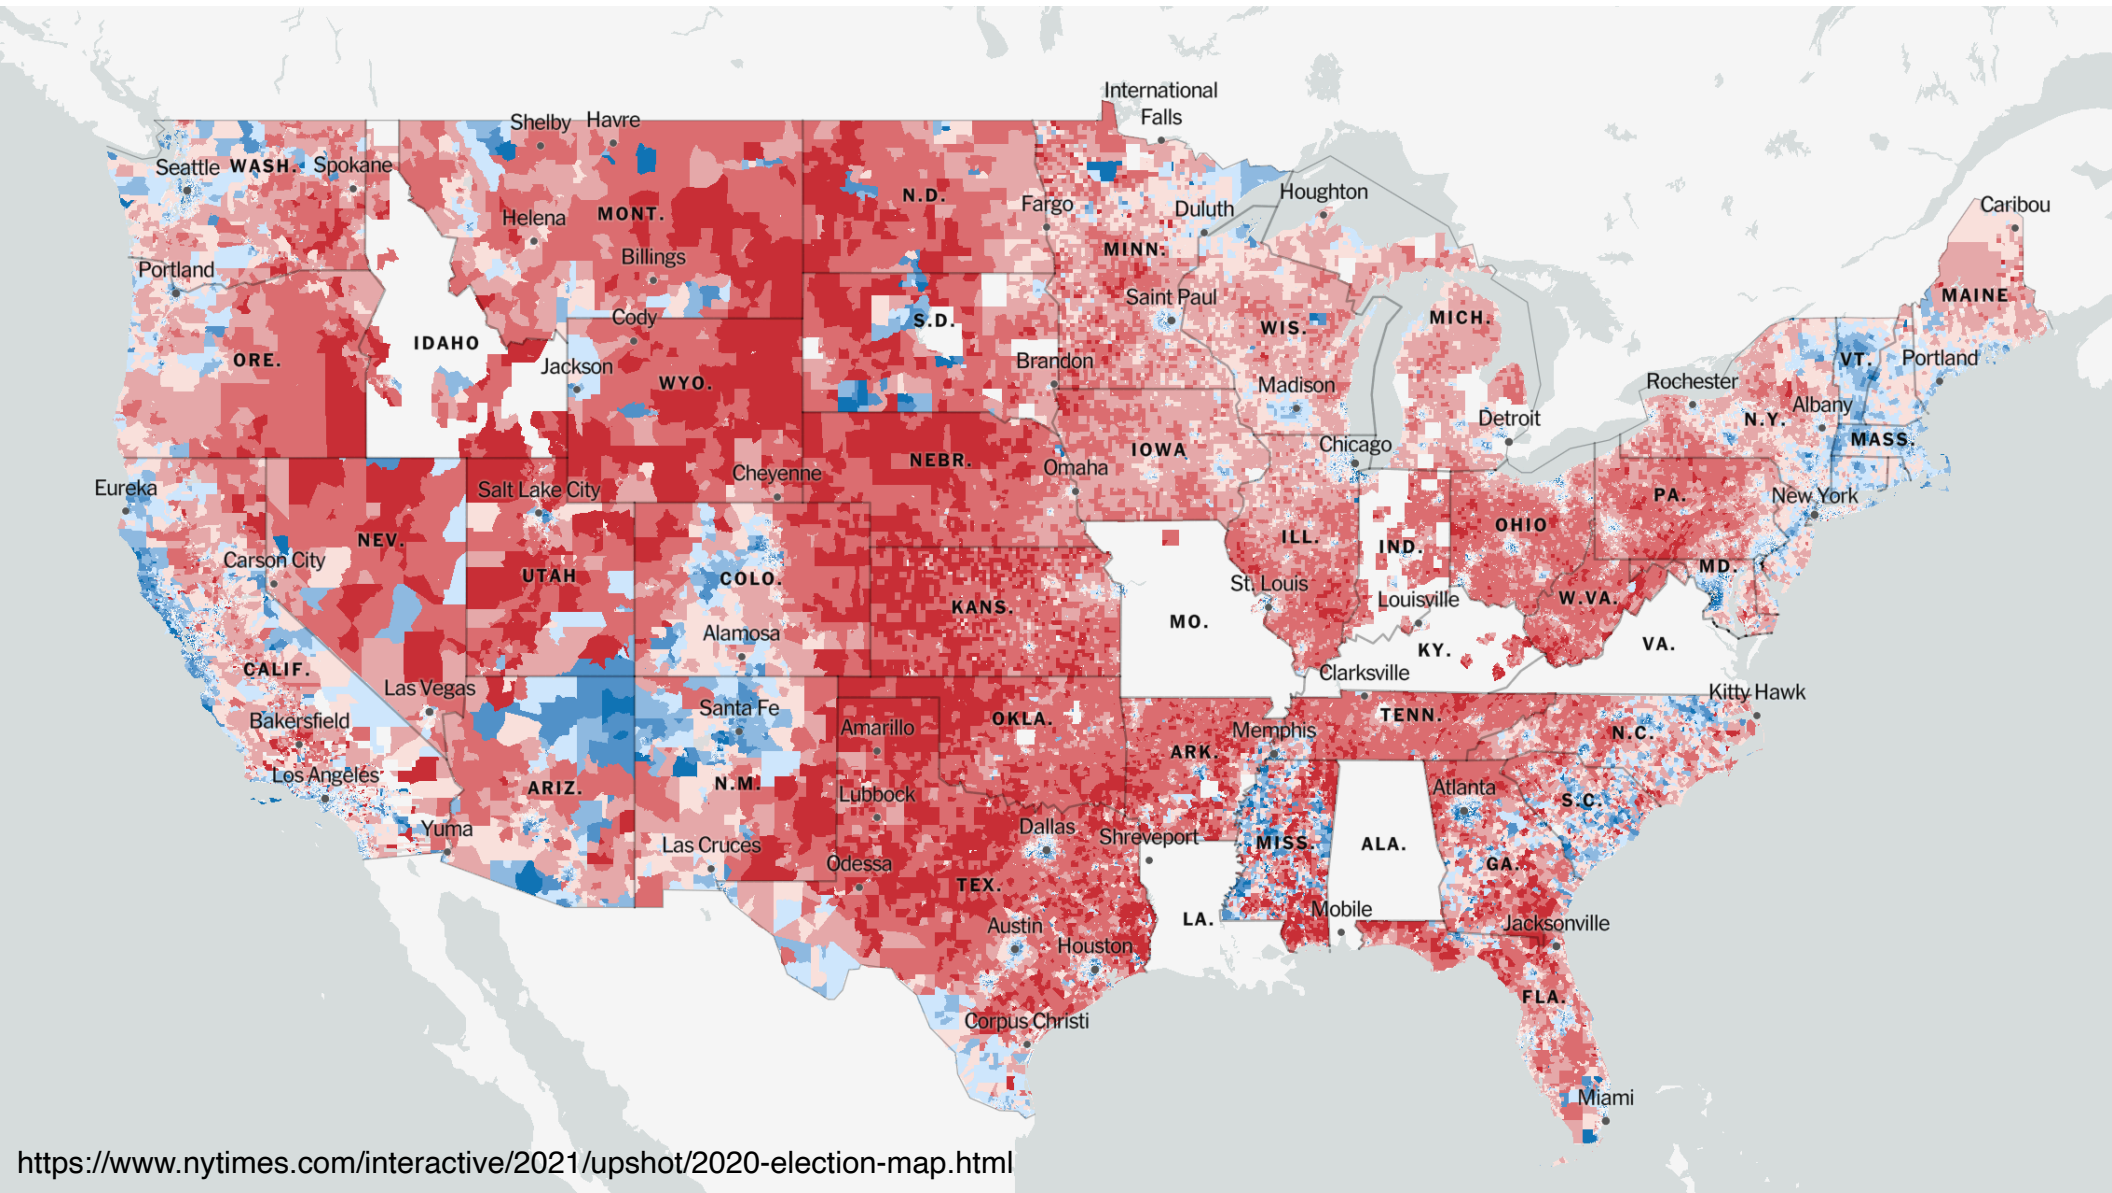 International
Falls
Shelby
Havre
Seattle
WASH.
Spokane
Houghton
Caribou
Helena
MONT.
N.D.
Fargo
Duluth
MINN.
Billings
Portland
Saint Paul
WIS.
MICH.
MAINE
Cody
S.D.
IDAHO
ORE.
Jackson
WYO.
Brandon
Madison
Rochester
VT.
Portland
Albany
N.Y.
Detroit
MASS.
Chicago
IOWA
NEBR.
Omaha
Cheyenne
Eureka
Salt Lake City
PA.
New York
NEV.
OHIO
ILL.
IND.
Carson City
UTAH
COLO.
MD.
St. Louis
Louisville
W.VA.
KANS.
MO.
Alamosa
KY.
VA.
CALIF.
Las Vegas
Clarksville
Kitty Hawk
Santa Fe
Bakersfield
Amarillo
OKLA.
Memphis
TENN.
N.C.
ARK.
Los Angeles
ARIZ.
N.M.
Lubbock
Atlanta
S.C.
Yuma
Las Cruces
Dallas
Shreveport
MISS.
ALA.
GA.
Odessa
TEX.
Austin
Houston
LA.
Mobile
Jacksonville
FLA.
Corpus Christi
Miami
https://www.nytimes.com/interactive/2021/upshot/2020-election-map.html